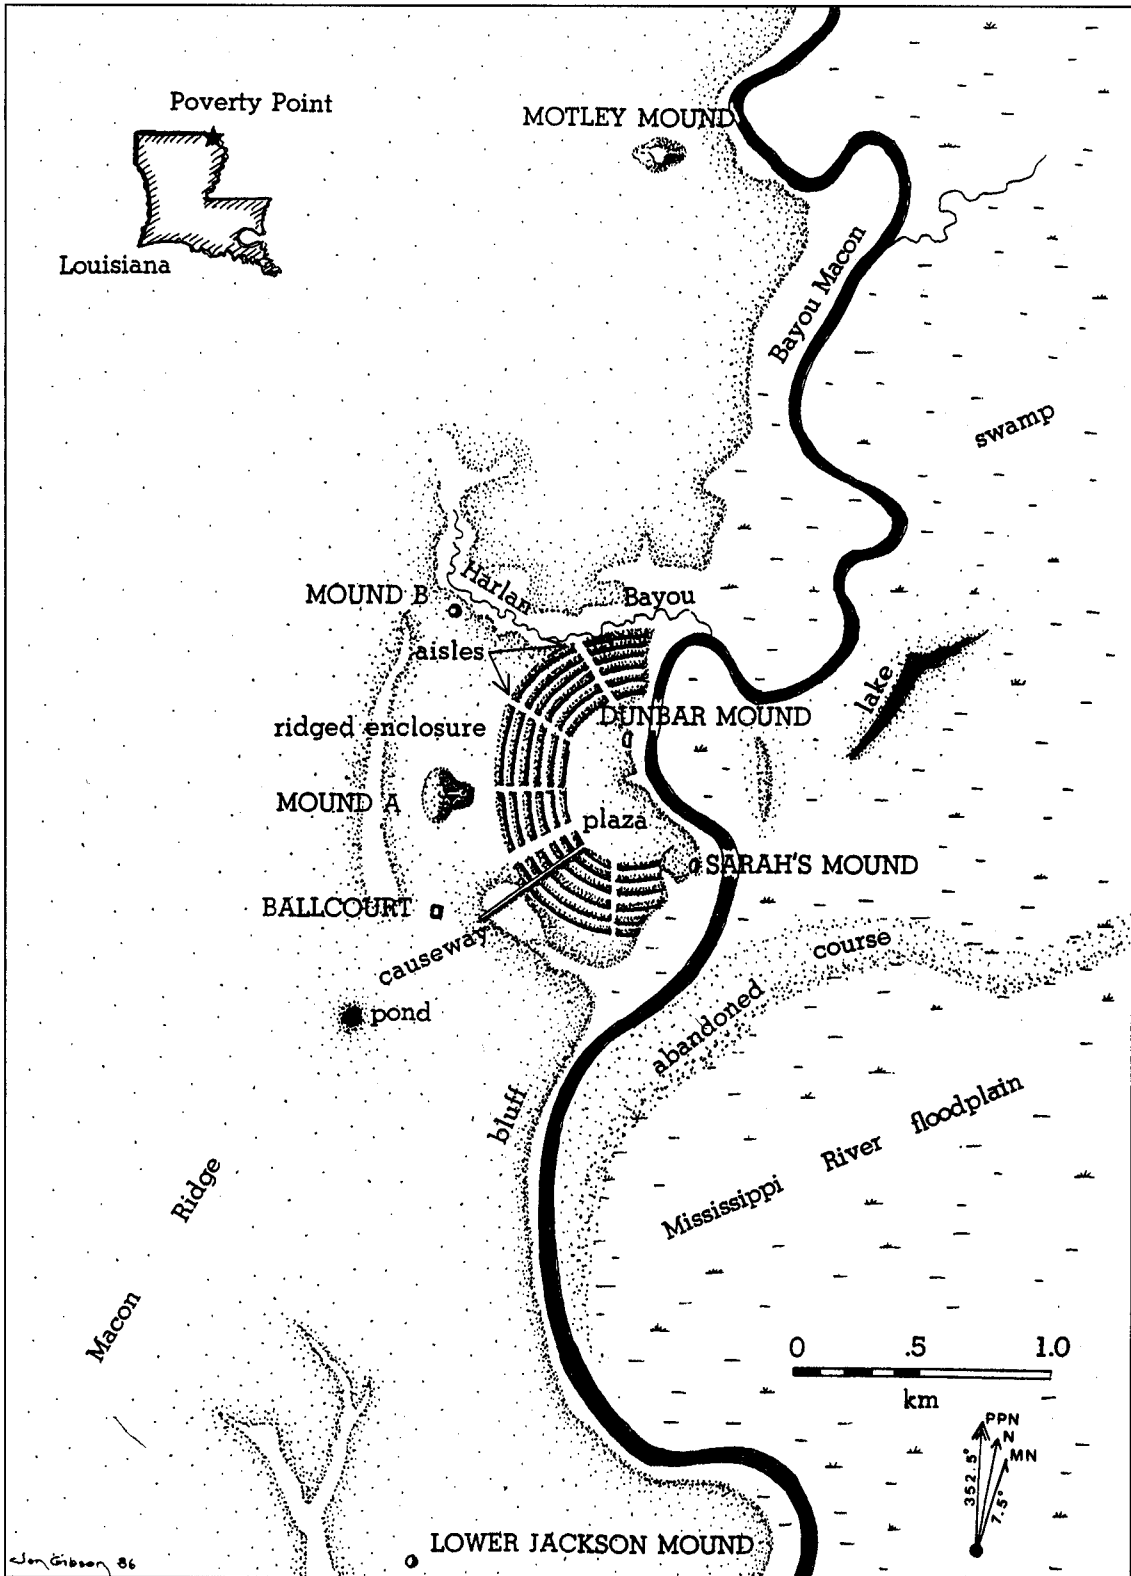 Poverty Point
Louisiana
MOTLEY MOUND
Bayou Macon
swamp
Harlan
Bayou
MOUND B
aisles
lake
DUNBAR MOUND
ridged enclosure
MOUND A
plaza
SARAH'S MOUND
BALLCOURT
causeway
course
abandoned
pond
bluff
Mississippi River floodplain
Macon Ridge
0 .5 1.0
km
PPN
N
MN
352.5°
7.5°
LOWER JACKSON MOUND
Jon Gibson 86